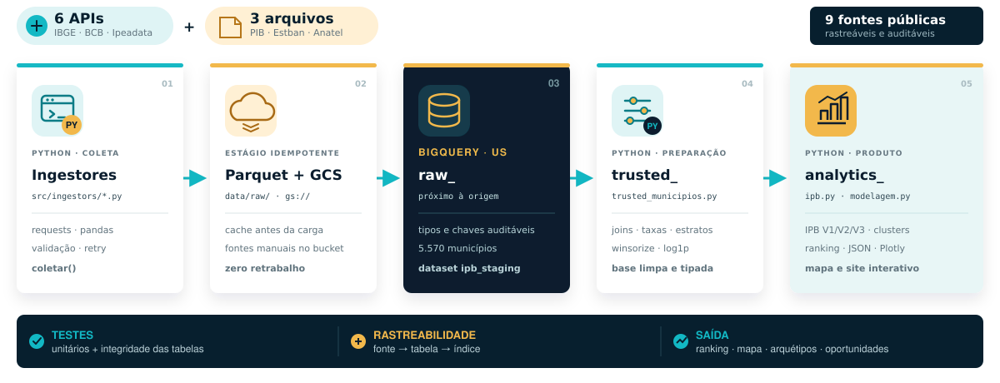 6 APIs
IBGE · BCB · Ipeadata
+
3 arquivos
PIB · Estban · Anatel
9 fontes públicas
rastreáveis e auditáveis
01
PY
PYTHON · COLETA
Ingestores
src/ingestors/*.py
requests · pandas
validação · retry
coletar()
02
ESTÁGIO IDEMPOTENTE
Parquet + GCS
data/raw/ · gs://
cache antes da carga
fontes manuais no bucket
zero retrabalho
03
BIGQUERY · US
raw_
próximo à origem
tipos e chaves auditáveis
5.570 municípios
dataset ipb_staging
04
PY
PYTHON · PREPARAÇÃO
trusted_
trusted_municipios.py
joins · taxas · estratos
winsorize · log1p
base limpa e tipada
05
PYTHON · PRODUTO
analytics_
ipb.py · modelagem.py
IPB V1/V2/V3 · clusters
ranking · JSON · Plotly
mapa e site interativo
TESTES
unitários + integridade das tabelas
RASTREABILIDADE
fonte → tabela → índice
SAÍDA
ranking · mapa · arquétipos · oportunidades